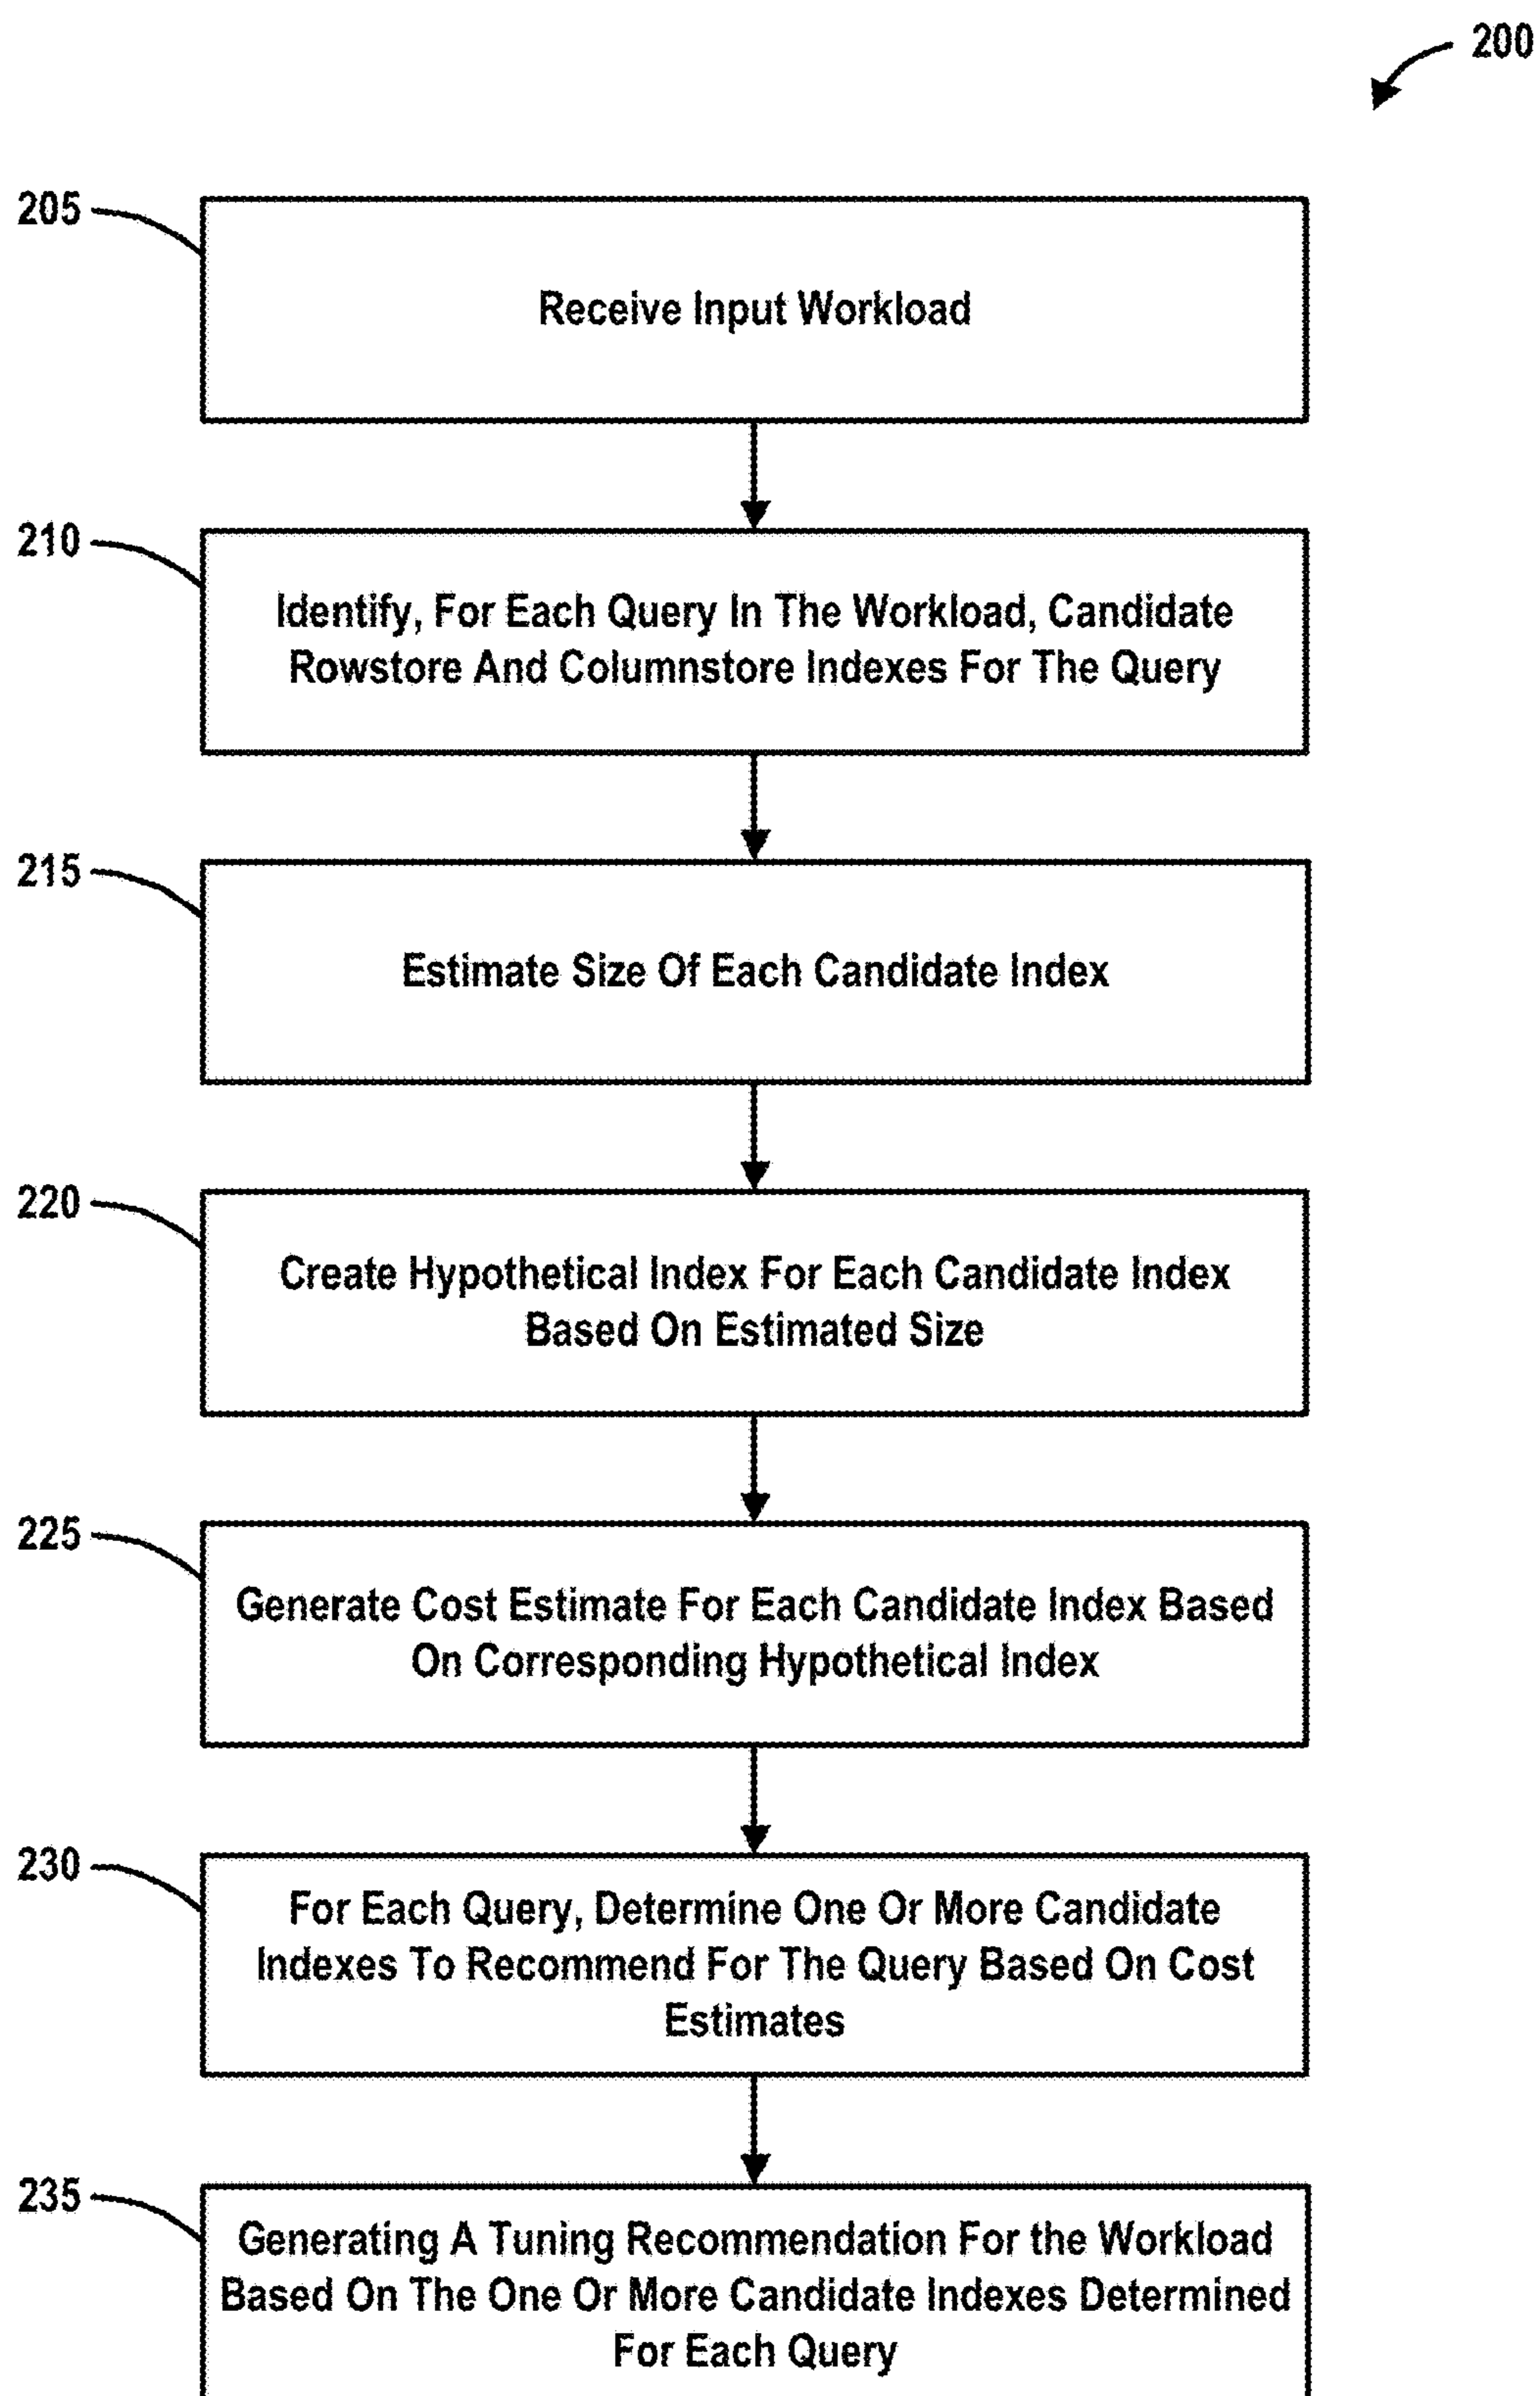 200
205
Receive Input Workload
210
Identify, For Each Query In The Workload, Candidate
Rowstore And Columnstore Indexes For The Query
215
Estimate Size Of Each Candidate Index
220
Create Hypothetical Index For Each Candidate Index
Based On Estimated Size
225
Generate Cost Estimate For Each Candidate Index Based
On Corresponding Hypothetical Index
230
For Each Query, Determine One Or More Candidate
Indexes To Recommend For The Query Based On Cost
Estimates
235
Generating A Tuning Recommendation For the Workload
Based On The One Or More Candidate Indexes Determined
For Each Query